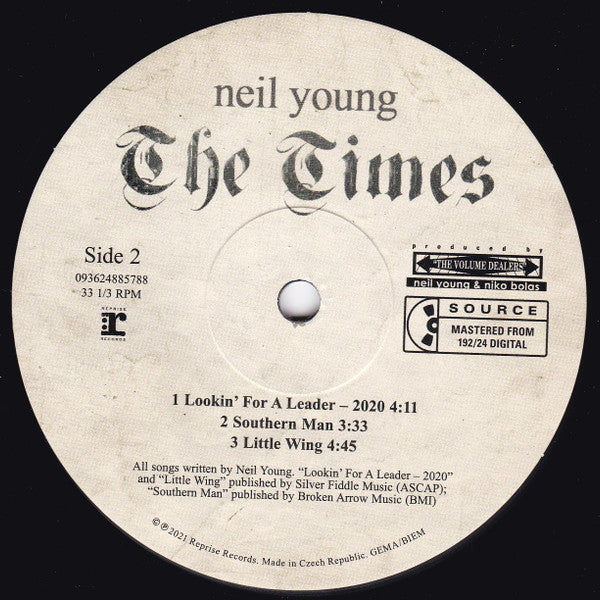 neil young
The Times
Side 2
093624885788
33 1/3 RPM
REPRISE
r
RECORDS
produced by
"THE VOLUME DEALERS"
neil young & niko bolas
SOURCE
MASTERED FROM
192/24 DIGITAL
1 Lookin' For A Leader – 2020 4:11
2 Southern Man 3:33
3 Little Wing 4:45
All songs written by Neil Young. “Lookin' For A Leader – 2020”
and “Little Wing” published by Silver Fiddle Music (ASCAP);
“Southern Man” published by Broken Arrow Music (BMI)
©℗2021 Reprise Records. Made in Czech Republic. GEMA/BIEM